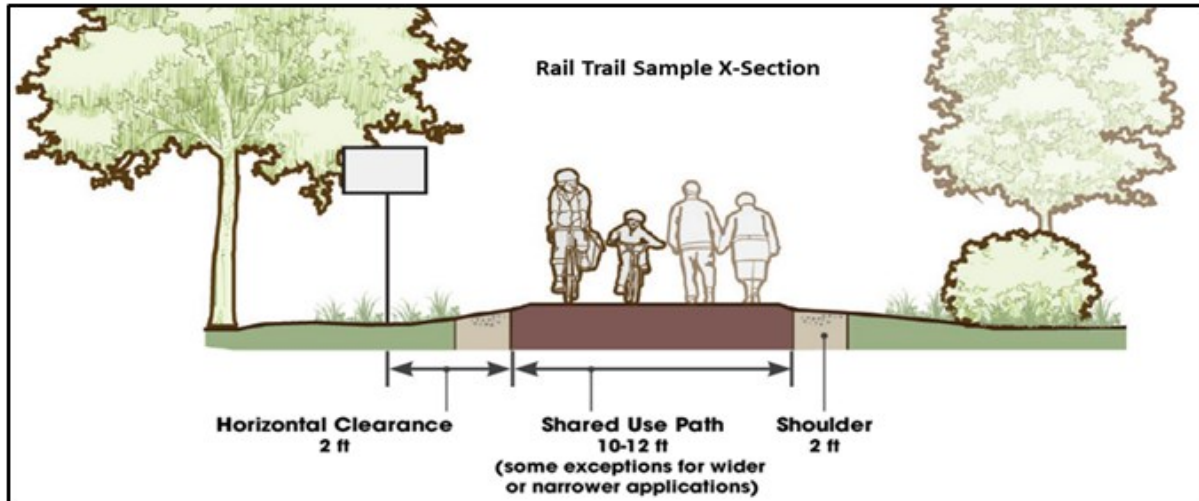 Rail Trail Sample X-Section
Horizontal Clearance
2 ft
Shared Use Path
10-12 ft
(some exceptions for wider
or narrower applications)
Shoulder
2 ft